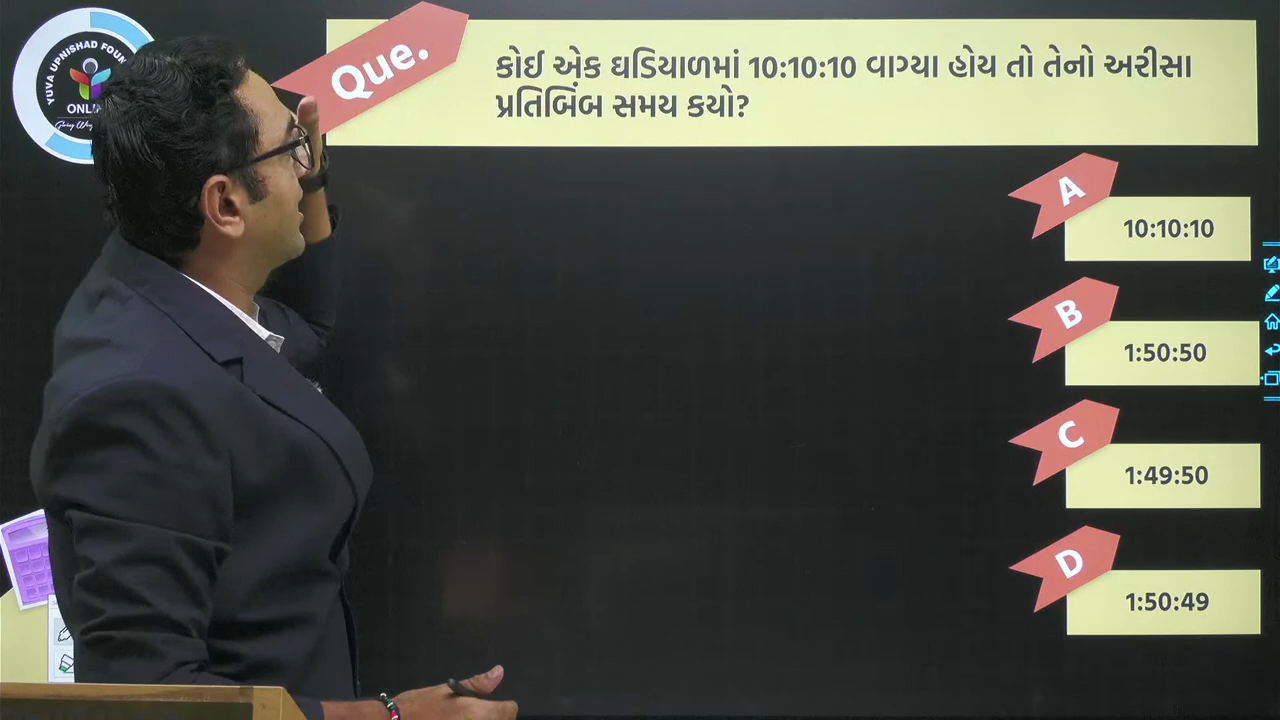 YUVA UPNISHAD FOUN
ONLI
Que.
કોઈ એક ઘડિયાળમાં 10:10:10 વાગ્યા હોય તો તેનો અરીસા
પ્રતિબિંબ સમય કયો?
A
10:10:10
B
1:50:50
C
1:49:50
D
1:50:49